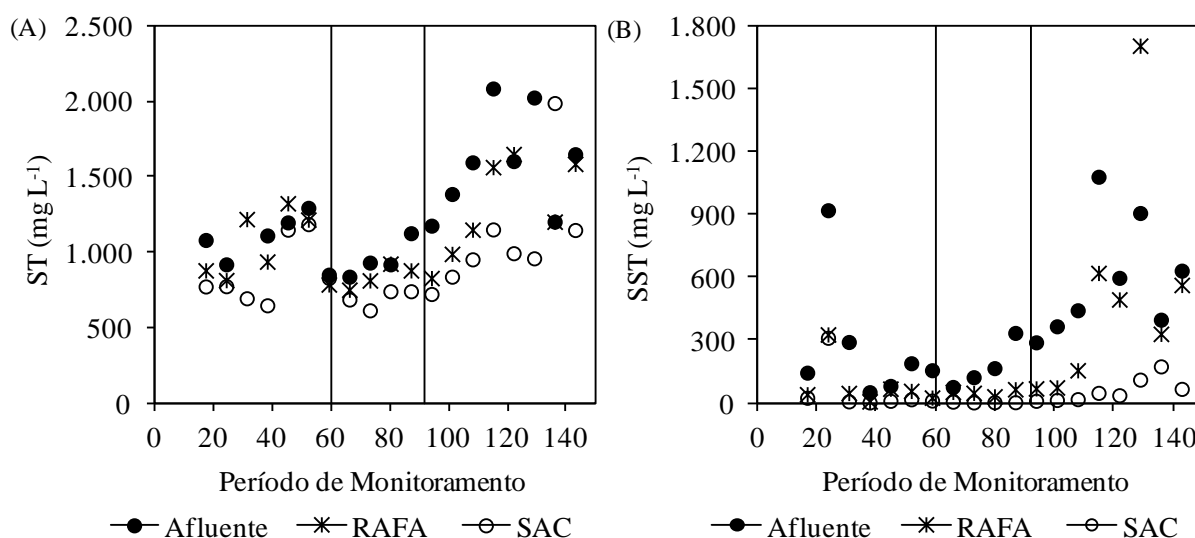 (A)
2.500
2.000
1.500
1.000
500
0
ST (mg L-1)
0 20 40 60 80 100 120 140
Período de Monitoramento
Afluente RAFA SAC
(B)
1.800
1.500
1.200
900
600
300
0
SST (mg L-1)
0 20 40 60 80 100 120 140
Período de Monitoramento
Afluente RAFA SAC